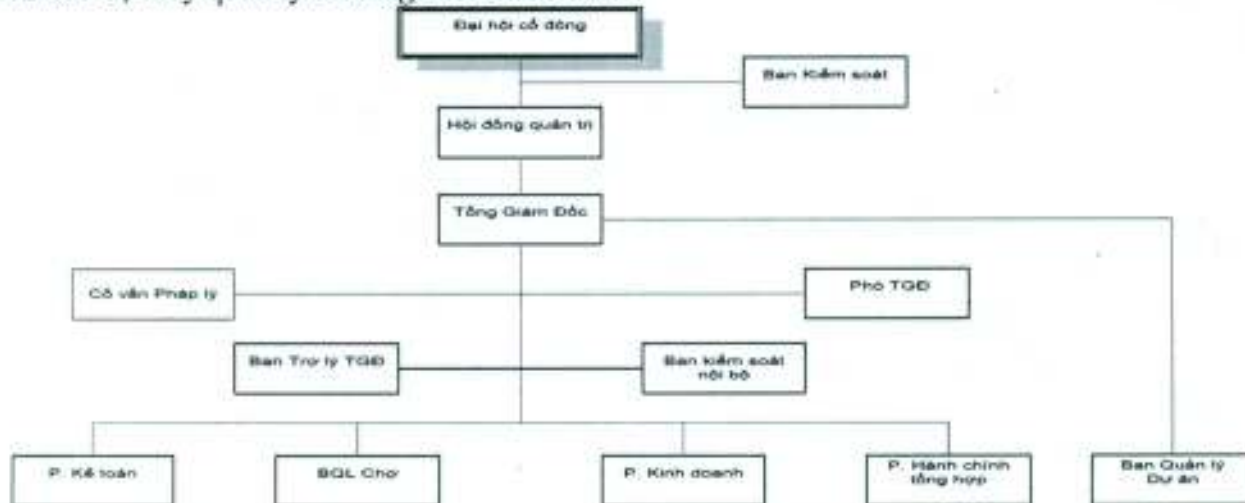 Đại hội cổ đông
Ban Kiểm soát
Hội đồng quản trị
Tổng Giám Đốc
Cố vấn Pháp lý
Phó TGĐ
Ban Trợ lý TGĐ
Ban kiểm soát
nội bộ
P. Kế toán
BQL Chợ
P. Kinh doanh
P. Hành chính
tổng hợp
Ban Quản lý
Dự án